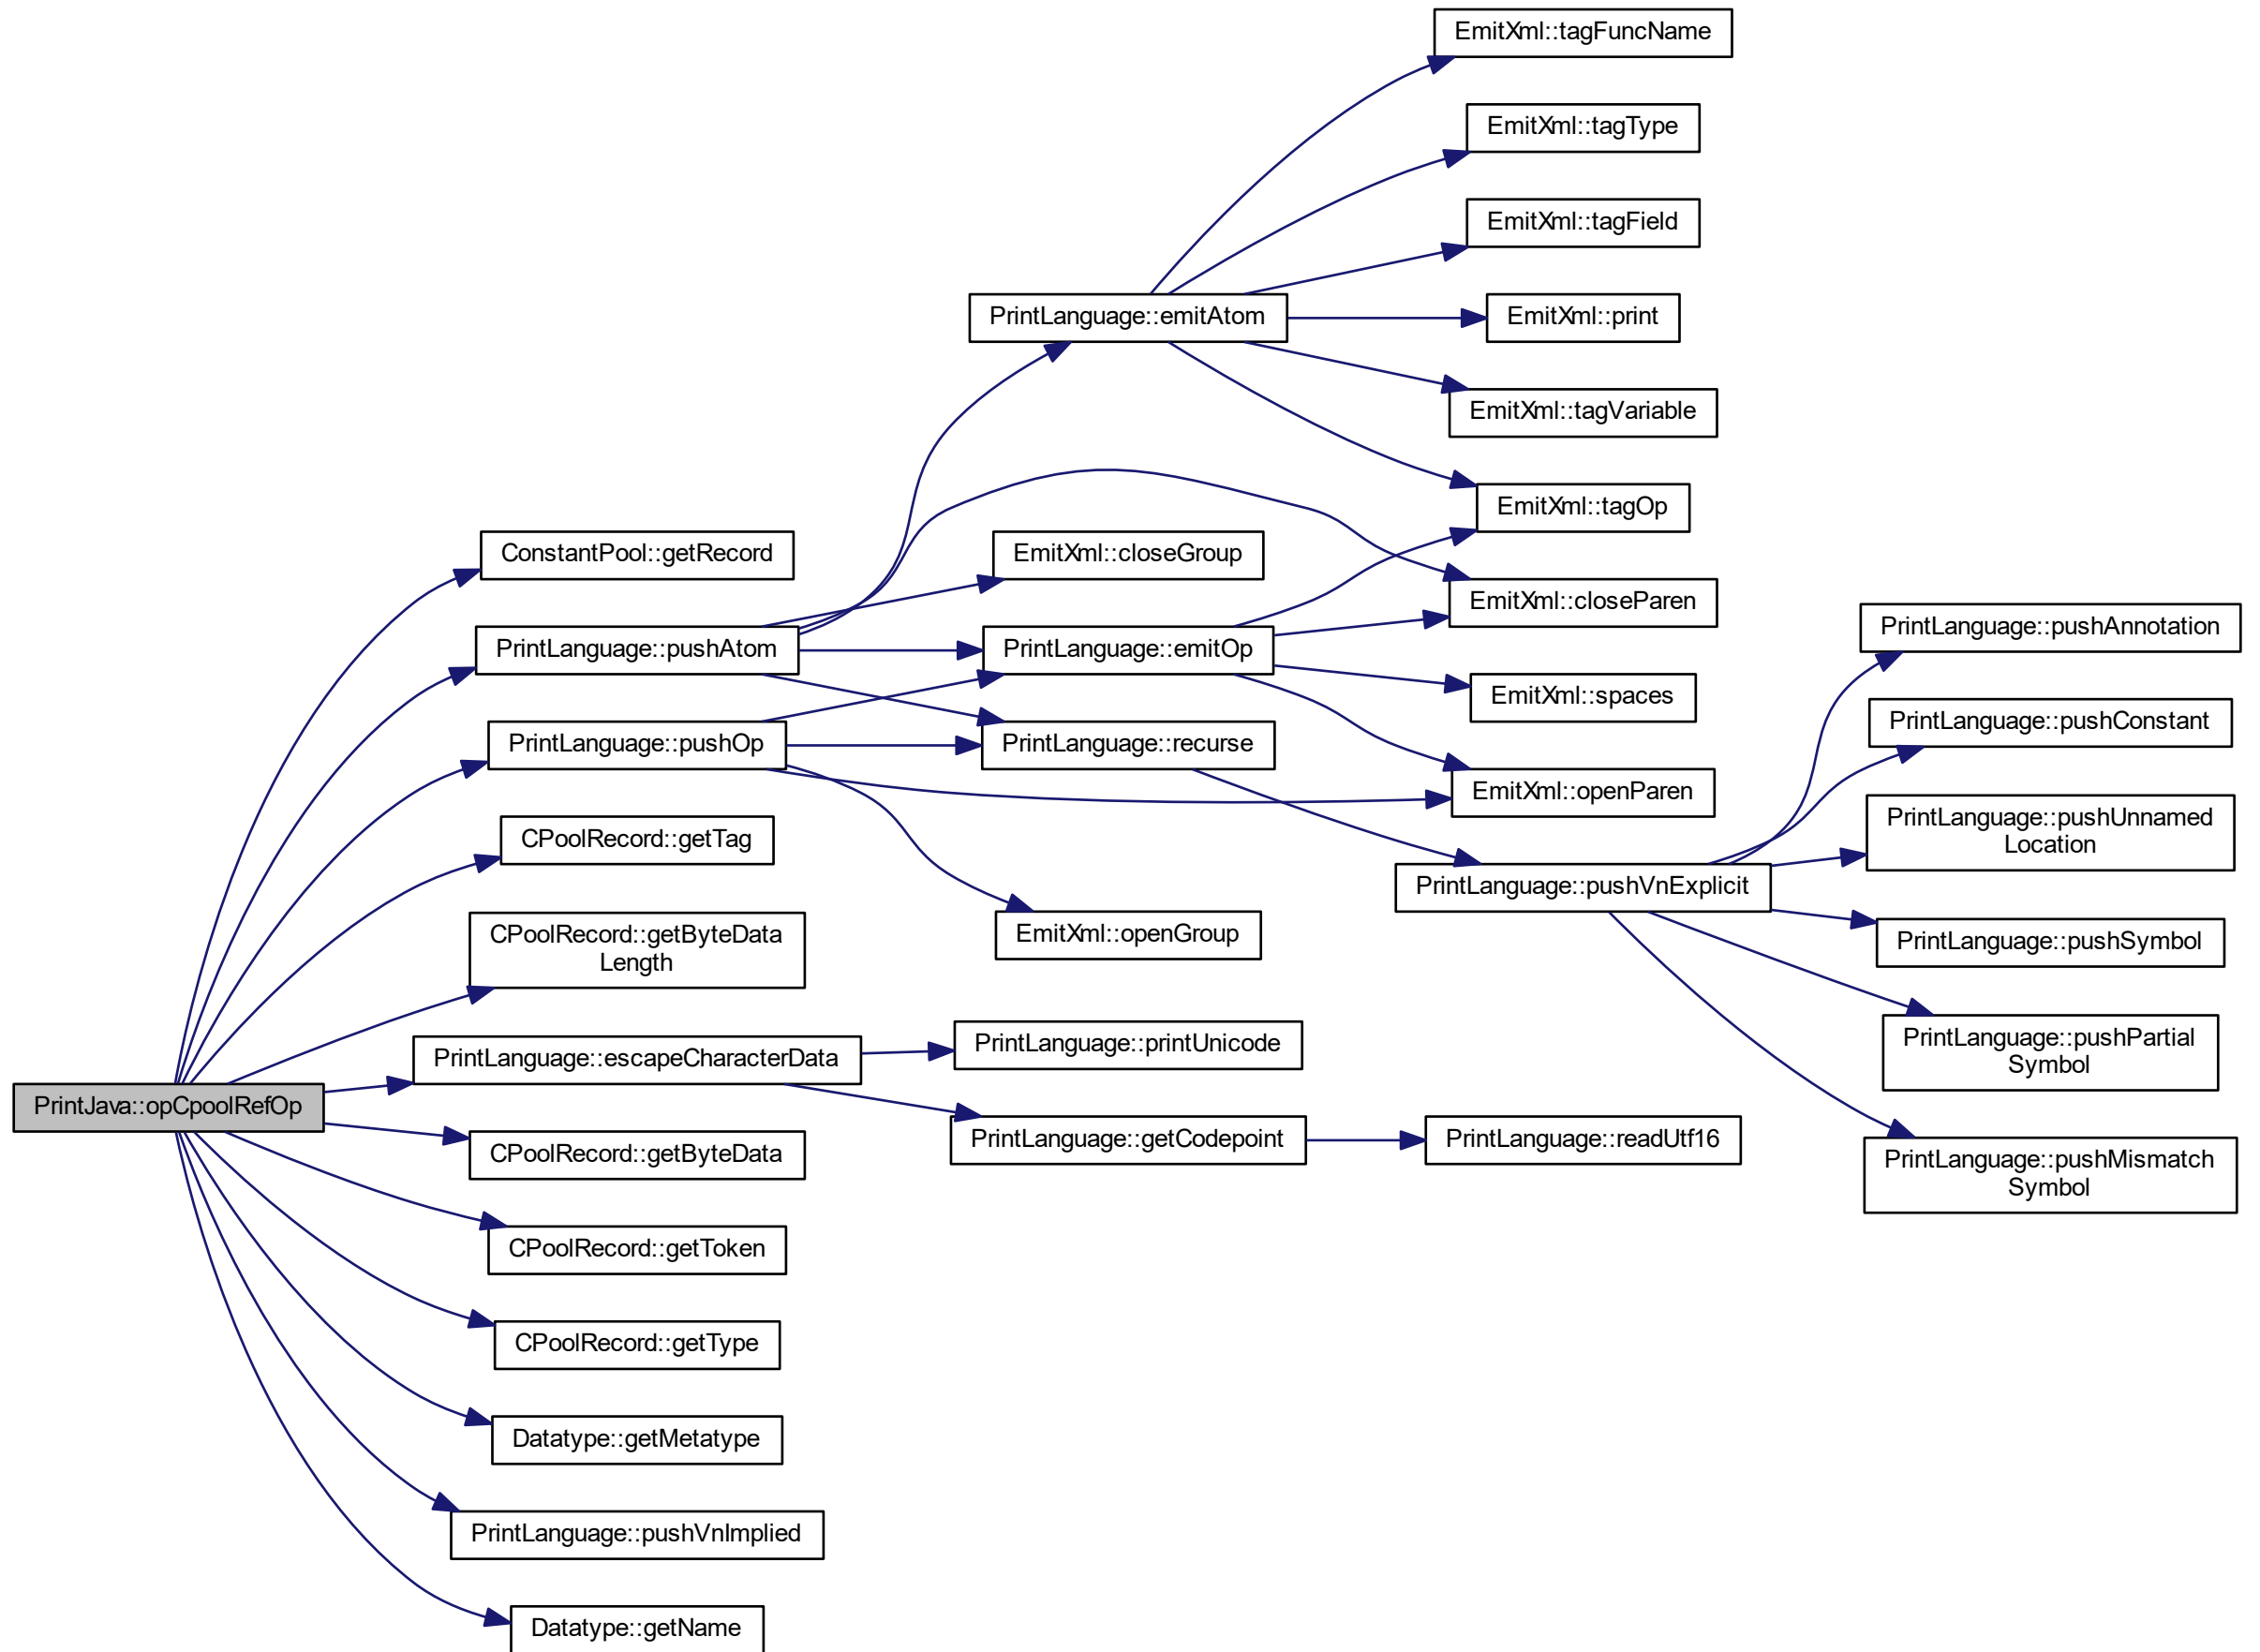 EmitXml::tagFuncName
EmitXml::tagType
EmitXml::tagField
PrintLanguage::emitAtom
EmitXml::print
EmitXml::tagVariable
EmitXml::tagOp
ConstantPool::getRecord
EmitXml::closeGroup
EmitXml::closeParen
PrintLanguage::pushAtom
PrintLanguage::emitOp
PrintLanguage::pushAnnotation
EmitXml::spaces
PrintLanguage::pushOp
PrintLanguage::recurse
PrintLanguage::pushConstant
EmitXml::openParen
CPoolRecord::getTag
PrintLanguage::pushUnnamed
Location
PrintLanguage::pushVnExplicit
CPoolRecord::getByteData
Length
EmitXml::openGroup
PrintLanguage::pushSymbol
PrintLanguage::escapeCharacterData
PrintLanguage::printUnicode
PrintLanguage::pushPartial
Symbol
PrintJava::opCpoolRefOp
CPoolRecord::getByteData
PrintLanguage::getCodepoint
PrintLanguage::readUtf16
PrintLanguage::pushMismatch
Symbol
CPoolRecord::getToken
CPoolRecord::getType
Datatype::getMetatype
PrintLanguage::pushVnImplied
Datatype::getName